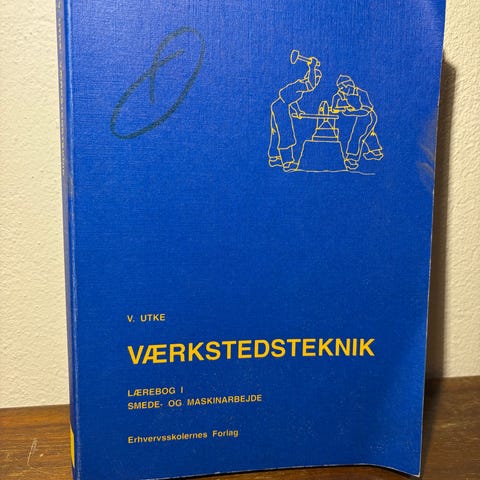 V. UTKE
VÆRKSTEDSTEKNIK
LÆREBOG I
SMEDE- OG MASKINARBEJDE
Erhvervsskolernes Forlag